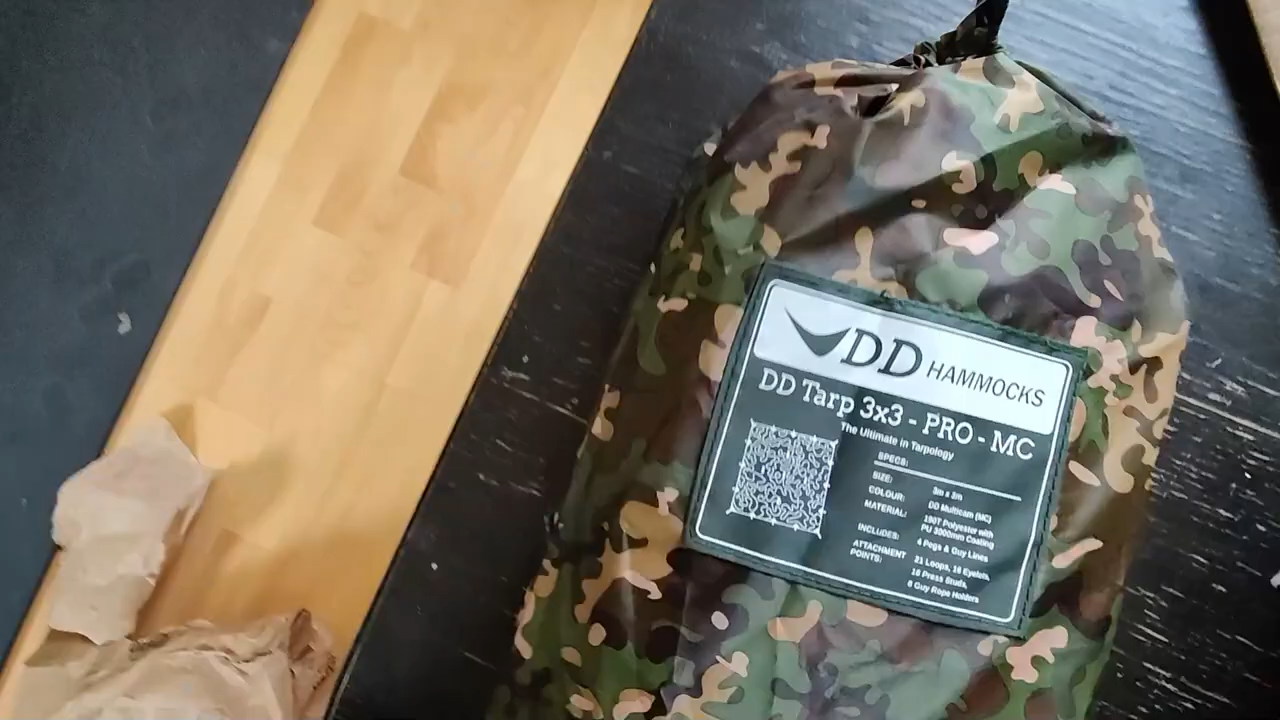 DD HAMMOCKS
DD Tarp 3x3 - PRO - MC
The Ultimate in Tarpology
SPECS:
SIZE: 3m x 3m
COLOUR: DD Multicam (MC)
MATERIAL: 190T Polyester with
PU 3000mm Coating
INCLUDES: 4 Pegs & Guy Lines
ATTACHMENT POINTS: 21 Loops, 16 Eyelets,
16 Press Studs,
8 Guy Rope Holders